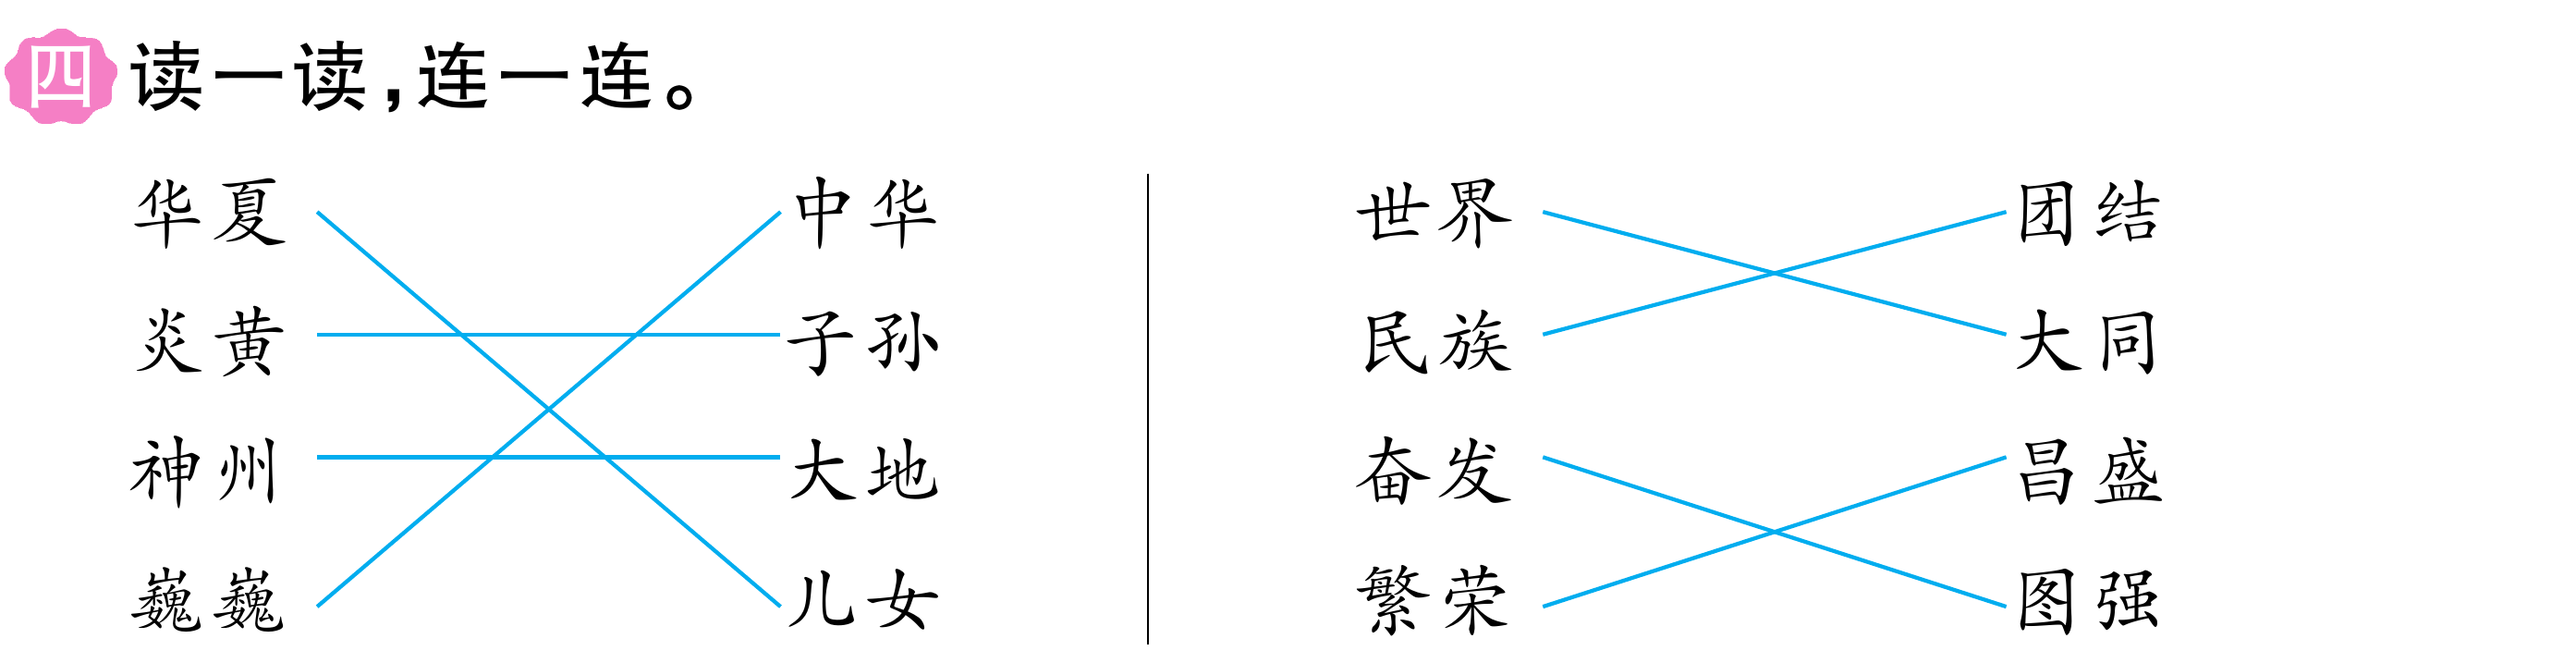 四 读一读,连一连。
华夏 中华 世界 团结
炎黄 子孙 民族 大同
神州 大地 奋发 昌盛
巍巍 儿女 繁荣 图强